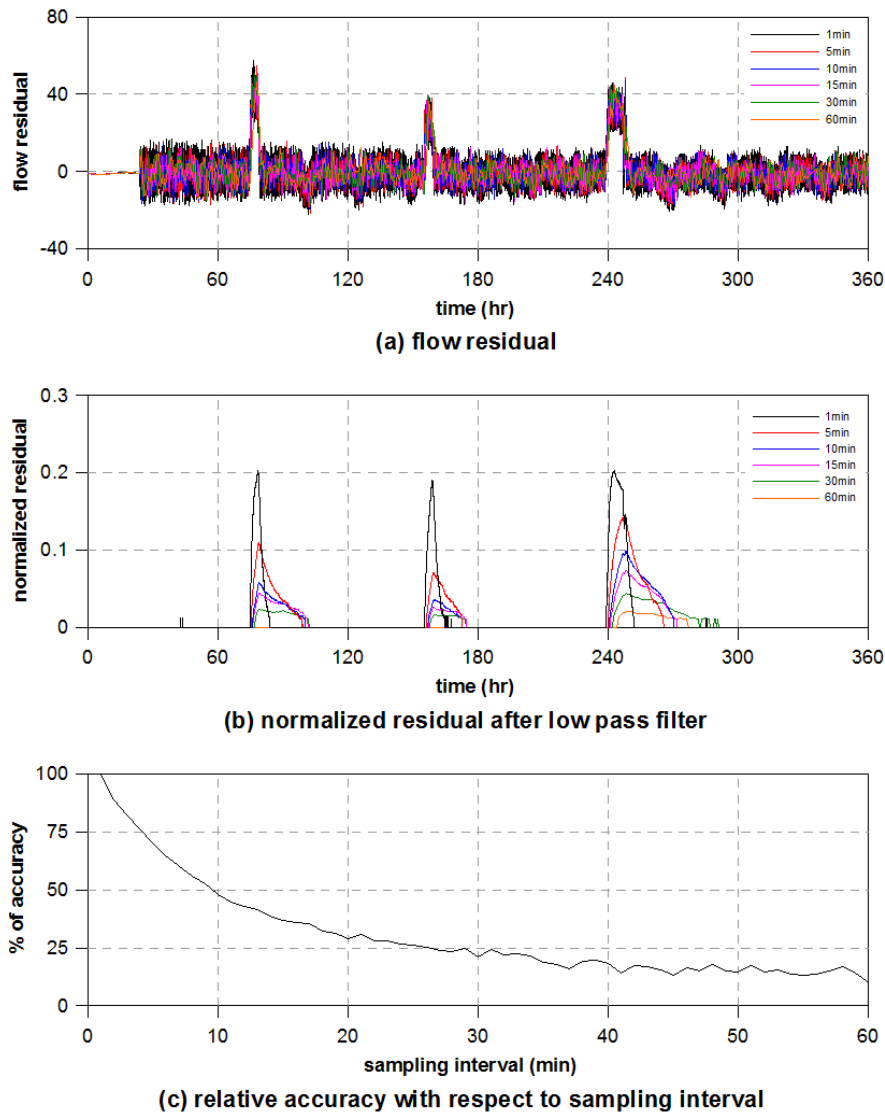 80
40
0
-40
flow residual
1min
5min
10min
15min
30min
60min
0 60 120 180 240 300 360
time (hr)
(a) flow residual
0.3
0.2
0.1
0
normalized residual
1min
5min
10min
15min
30min
60min
0 60 120 180 240 300 360
time (hr)
(b) normalized residual after low pass filter
100
75
50
25
0
% of accuracy
0 10 20 30 40 50 60
sampling interval (min)
(c) relative accuracy with respect to sampling interval